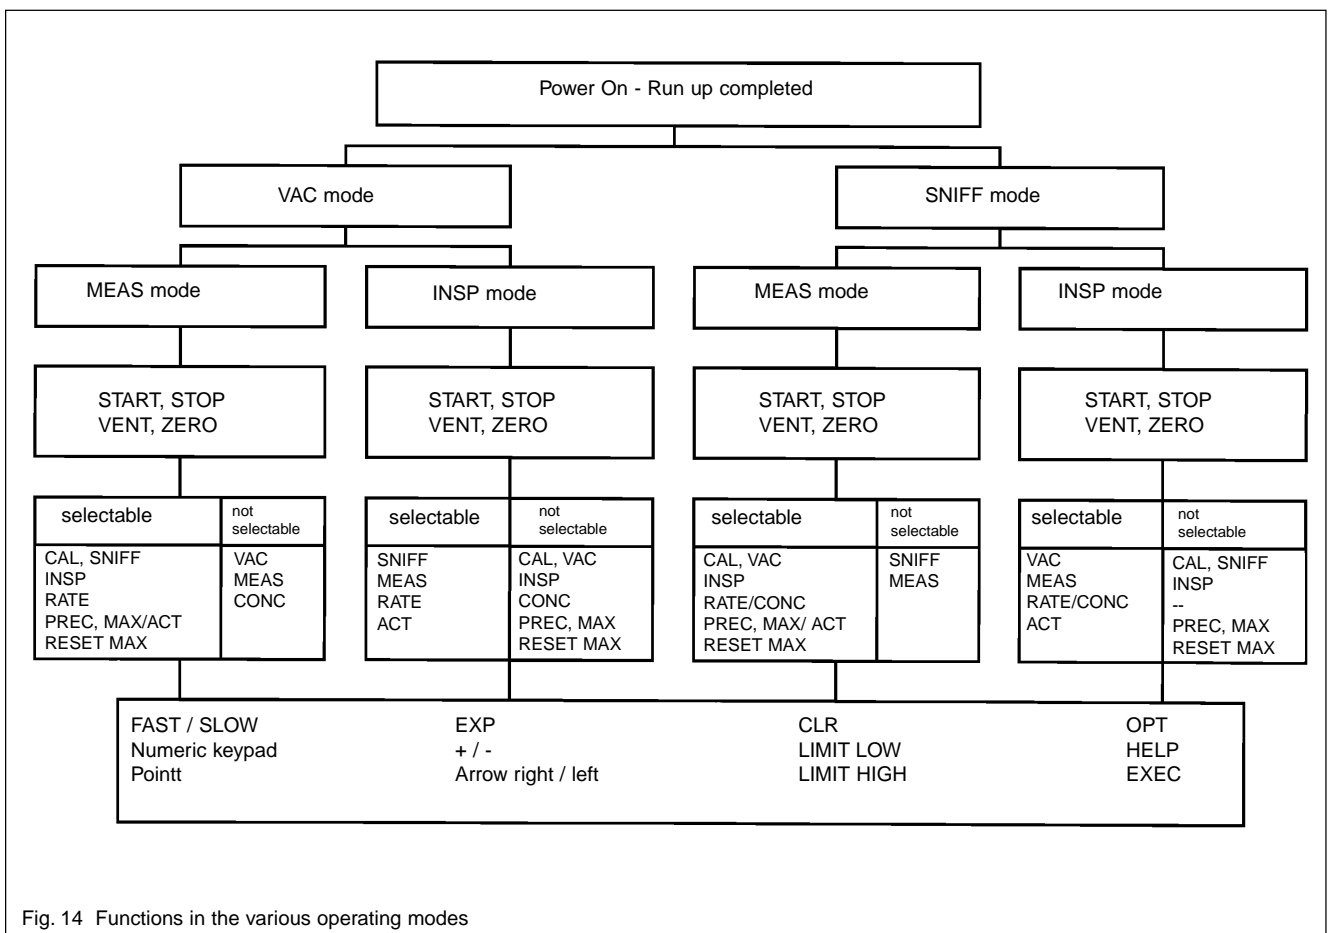 Power On - Run up completed
VAC mode
SNIFF mode
MEAS mode
INSP mode
MEAS mode
INSP mode
START, STOP
VENT, ZERO
START, STOP
VENT, ZERO
START, STOP
VENT, ZERO
START, STOP
VENT, ZERO
selectable
CAL, SNIFF
INSP
RATE
PREC, MAX/ACT
RESET MAX
not
selectable
VAC
MEAS
CONC
selectable
SNIFF
MEAS
RATE
ACT
not
selectable
CAL, VAC
INSP
CONC
PREC, MAX
RESET MAX
selectable
CAL, VAC
INSP
RATE/CONC
PREC, MAX/ ACT
RESET MAX
not
selectable
SNIFF
MEAS
selectable
VAC
MEAS
RATE/CONC
ACT
not
selectable
CAL, SNIFF
INSP
--
PREC, MAX
RESET MAX
FAST / SLOW
Numeric keypad
Pointt
EXP
+ / -
Arrow right / left
CLR
LIMIT LOW
LIMIT HIGH
OPT
HELP
EXEC
Fig. 14 Functions in the various operating modes